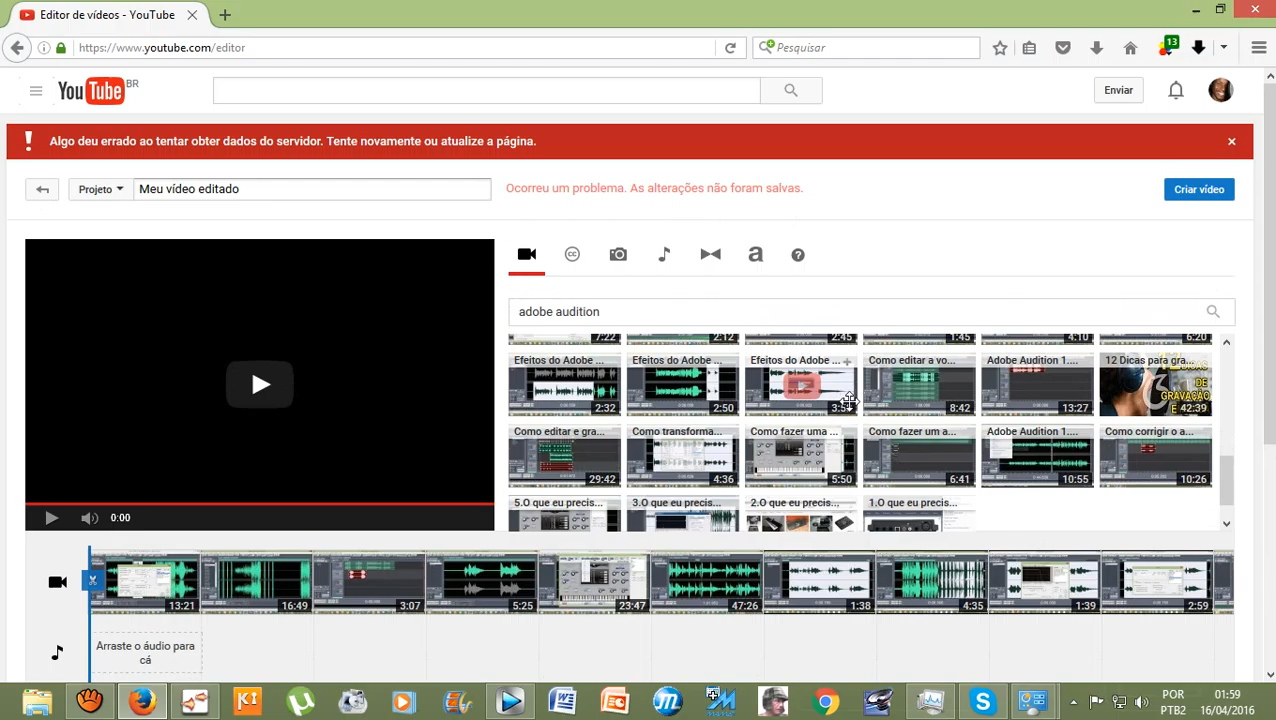 Editor de vídeos - YouTube
https://www.youtube.com/editor
Pesquisar
13
YouTube BR
Enviar
Algo deu errado ao tentar obter dados do servidor. Tente novamente ou atualize a página.
Projeto
Meu vídeo editado
Ocorreu um problema. As alterações não foram salvas.
Criar vídeo
adobe audition
7:22 2:12 2:45 1:45 4:10 6:20
Efeitos do Adobe ... Efeitos do Adobe ... Efeitos do Adobe ... Como editar a vo... Adobe Audition 1.... 12 Dicas para gra...
DICAS
DE
GRAVAÇÃO
2:32 2:50 8:42 13:27 42:39
Como editar e gra... Como transforma... Como fazer uma ... Como fazer um a... Adobe Audition 1.... Como corrigir o a...
29:42 4:36 5:50 6:41 10:55 10:26
5.O que eu precis... 3.O que eu precis... 2.O que eu precis... 1.O que eu precis...
0:00
13:21 16:49 3:07 5:25 23:47 47:26 1:38 4:35 1:39 2:59
Arraste o áudio para
cá
POR 01:59
PTB2 16/04/2016